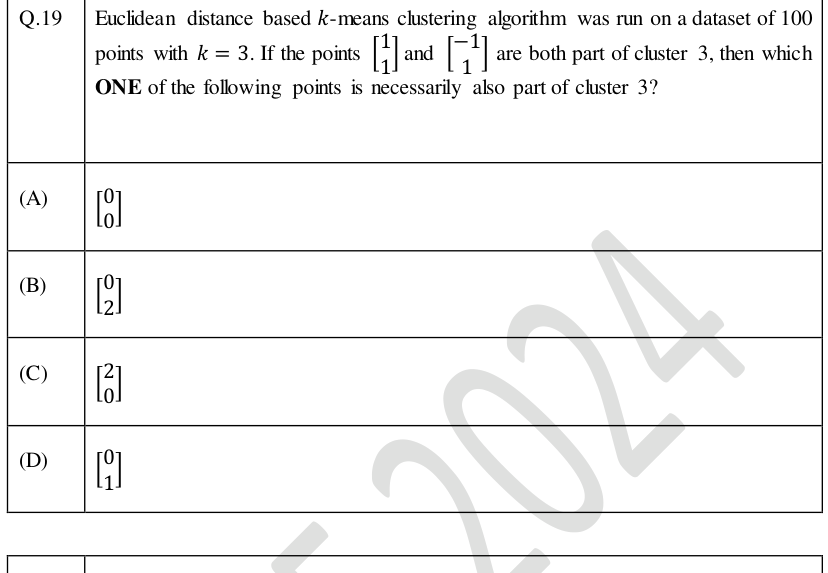 Q.19 Euclidean distance based k-means clustering algorithm was run on a dataset of 100
points with k = 3. If the points [1 1] and [−1 1] are both part of cluster 3, then which
ONE of the following points is necessarily also part of cluster 3?
(A) [0 0]
(B) [0 2]
(C) [2 0]
(D) [0 1]
2024